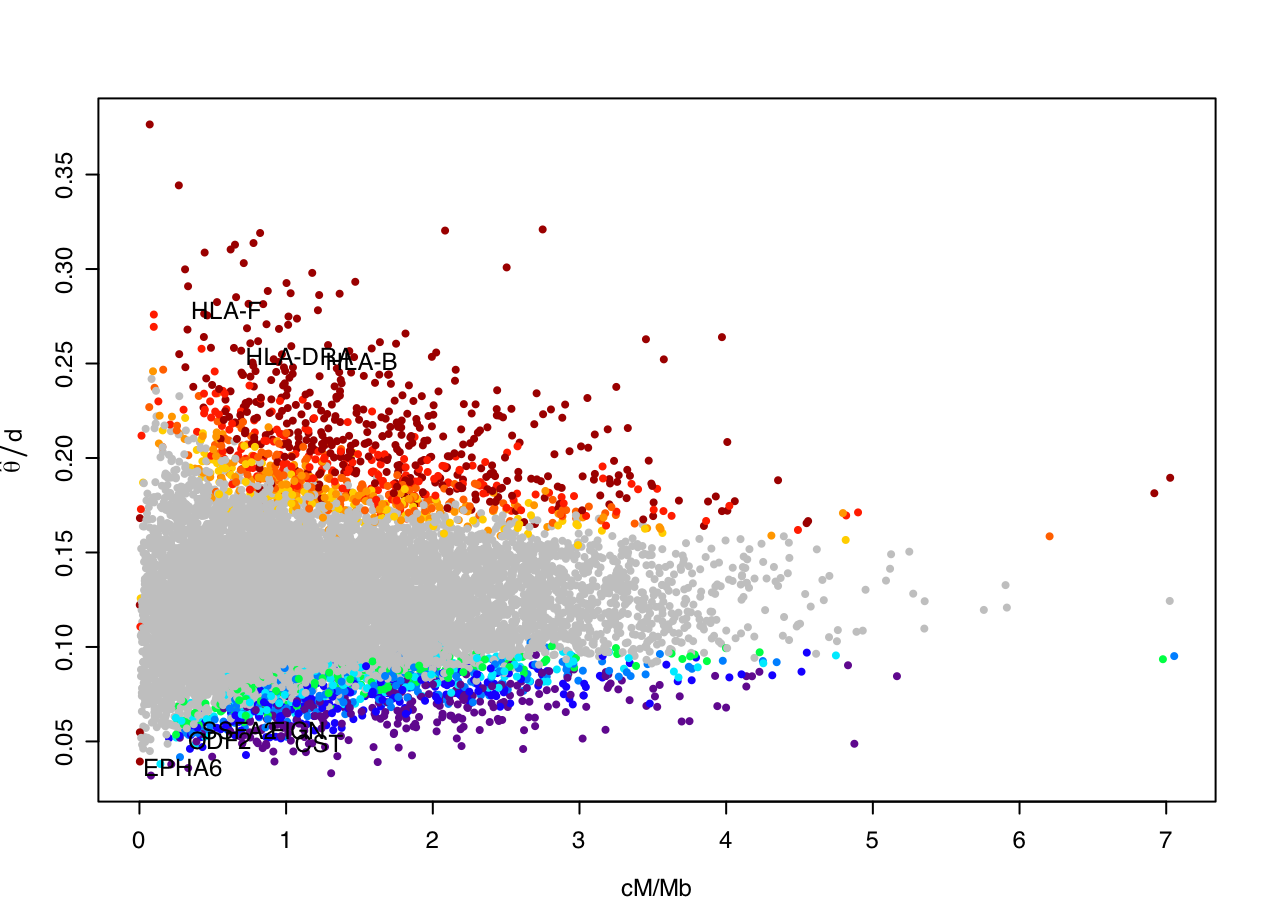 0.35
0.30
HLA-F
HLA-DRA
HLA-B
0.25
0.20
θ̂/d
0.15
0.10
0.05
FIGN
CST
EPHA6
0 1 2 3 4 5 6 7
cM/Mb